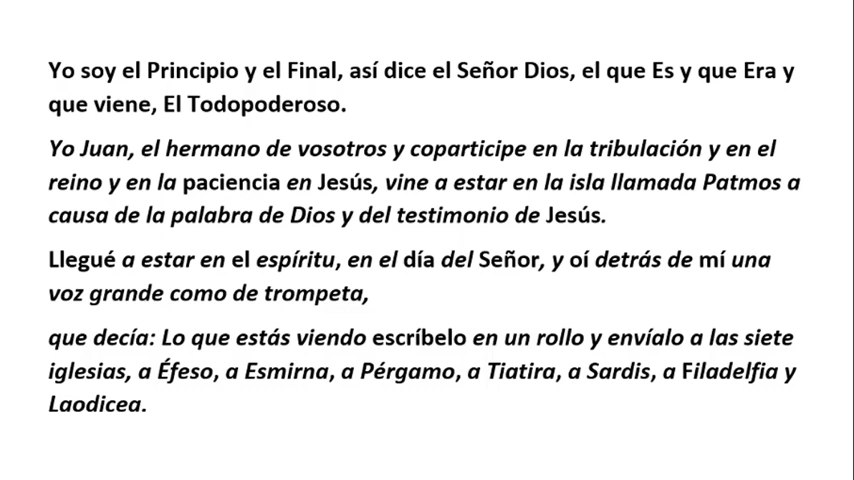 Yo soy el Principio y el Final, así dice el Señor Dios, el que Es y que Era y
que viene, El Todopoderoso.
Yo Juan, el hermano de vosotros y coparticipe en la tribulación y en el
reino y en la paciencia en Jesús, vine a estar en la isla llamada Patmos a
causa de la palabra de Dios y del testimonio de Jesús.
Llegué a estar en el espíritu, en el día del Señor, y oí detrás de mí una
voz grande como de trompeta,
que decía: Lo que estás viendo escríbelo en un rollo y envíalo a las siete
iglesias, a Éfeso, a Esmirna, a Pérgamo, a Tiatira, a Sardis, a Filadelfia y
Laodicea.